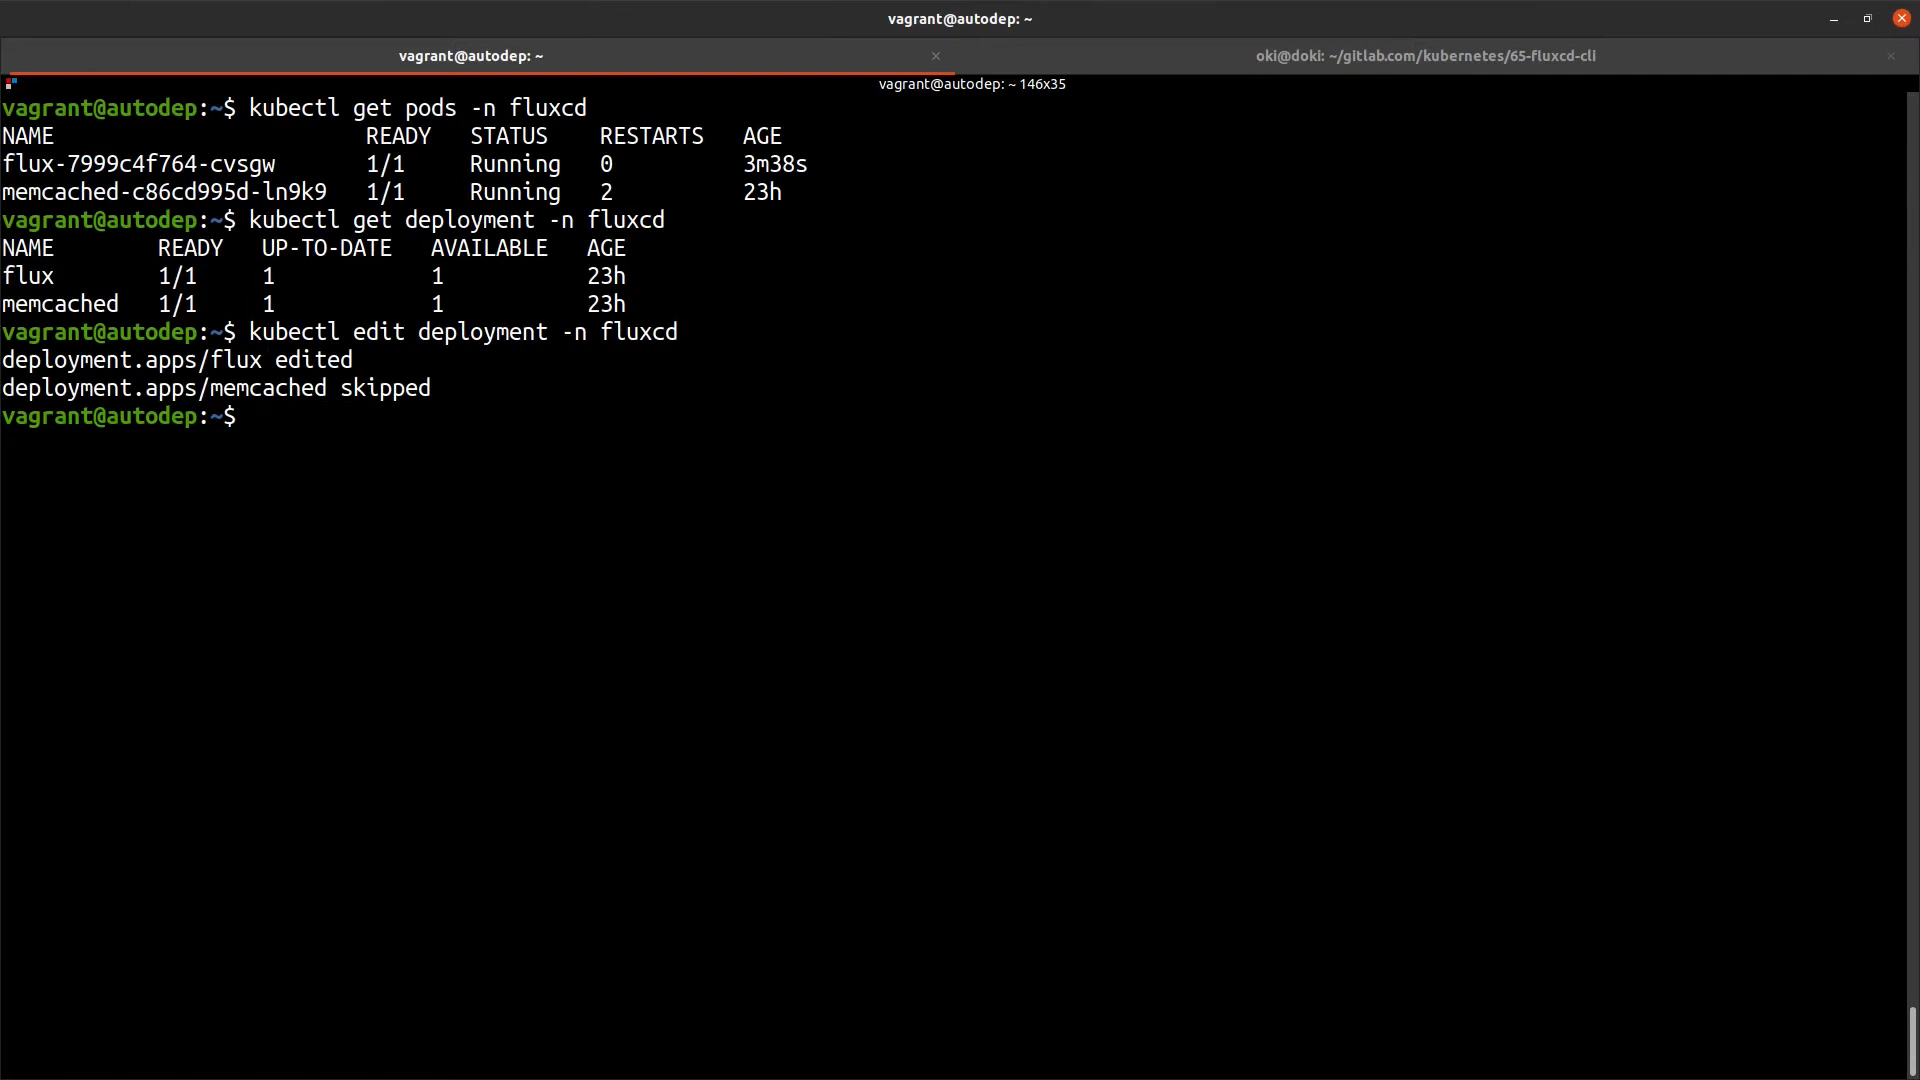 vagrant@autodep: ~
vagrant@autodep: ~
oki@doki: ~/gitlab.com/kubernetes/65-fluxcd-cli
vagrant@autodep: ~ 146x35
vagrant@autodep:~$ kubectl get pods -n fluxcd
NAME                        READY   STATUS    RESTARTS   AGE
flux-7999c4f764-cvsgw       1/1     Running   0          3m38s
memcached-c86cd995d-ln9k9   1/1     Running   2          23h
vagrant@autodep:~$ kubectl get deployment -n fluxcd
NAME        READY   UP-TO-DATE   AVAILABLE   AGE
flux        1/1     1            1           23h
memcached   1/1     1            1           23h
vagrant@autodep:~$ kubectl edit deployment -n fluxcd
deployment.apps/flux edited
deployment.apps/memcached skipped
vagrant@autodep:~$